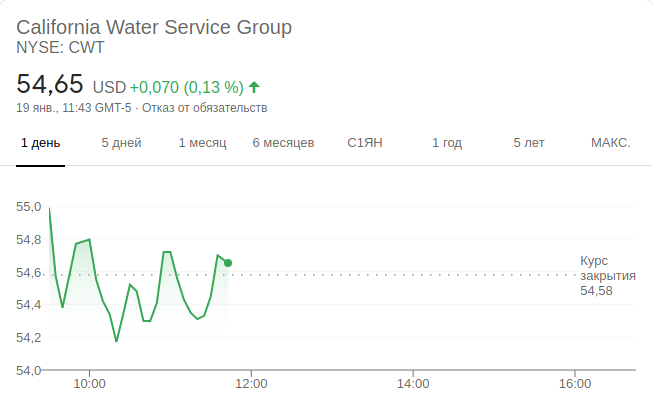 California Water Service Group
NYSE: CWT
54,65 USD +0,070 (0,13 %)
19 янв., 11:43 GMT-5 · Отказ от обязательств
1 день 5 дней 1 месяц 6 месяцев С1ЯН 1 год 5 лет МАКС.
55,0
54,8
54,6
54,4
54,2
54,0
Курс
закрытия
54,58
10:00 12:00 14:00 16:00